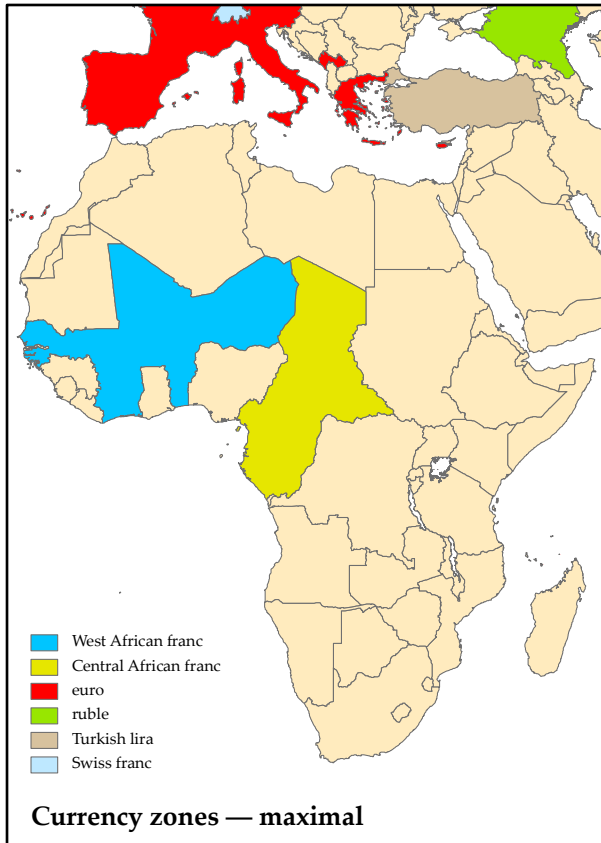 West African franc
Central African franc
euro
ruble
Turkish lira
Swiss franc
Currency zones — maximal